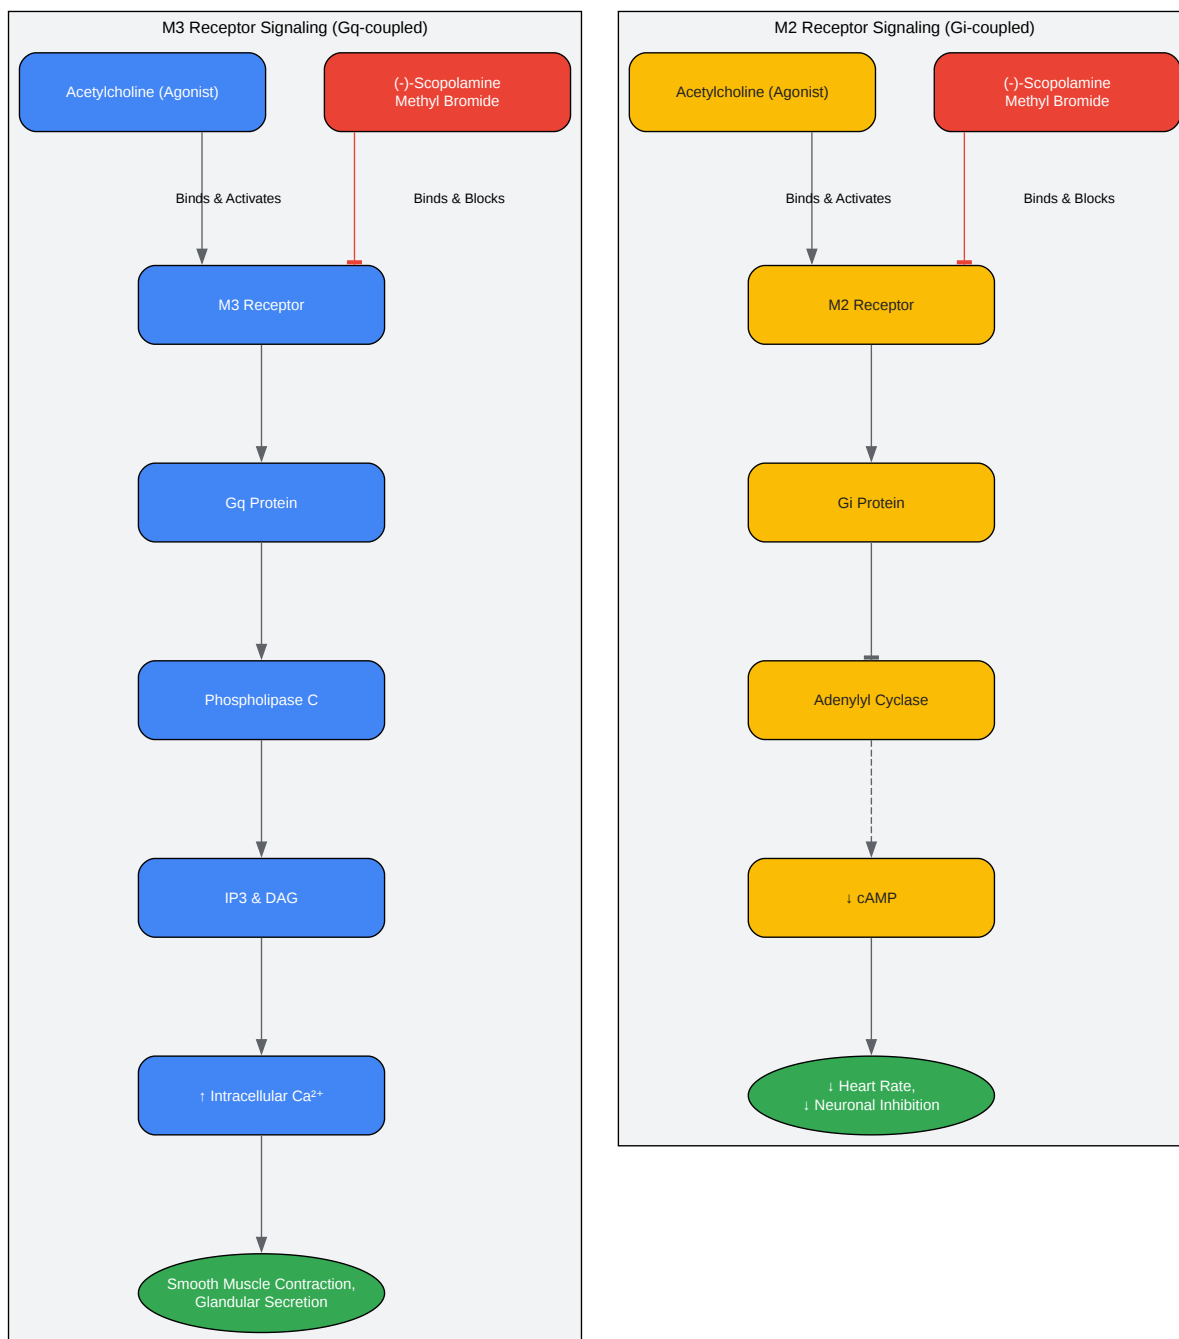 M3 Receptor Signaling (Gq-coupled)
Acetylcholine (Agonist)
(-)-Scopolamine
Methyl Bromide
Binds & Activates
Binds & Blocks
M3 Receptor
Gq Protein
Phospholipase C
IP3 & DAG
↑ Intracellular Ca²⁺
Smooth Muscle Contraction,
Glandular Secretion
M2 Receptor Signaling (Gi-coupled)
Acetylcholine (Agonist)
(-)-Scopolamine
Methyl Bromide
Binds & Activates
Binds & Blocks
M2 Receptor
Gi Protein
Adenylyl Cyclase
↓ cAMP
↓ Heart Rate,
↓ Neuronal Inhibition